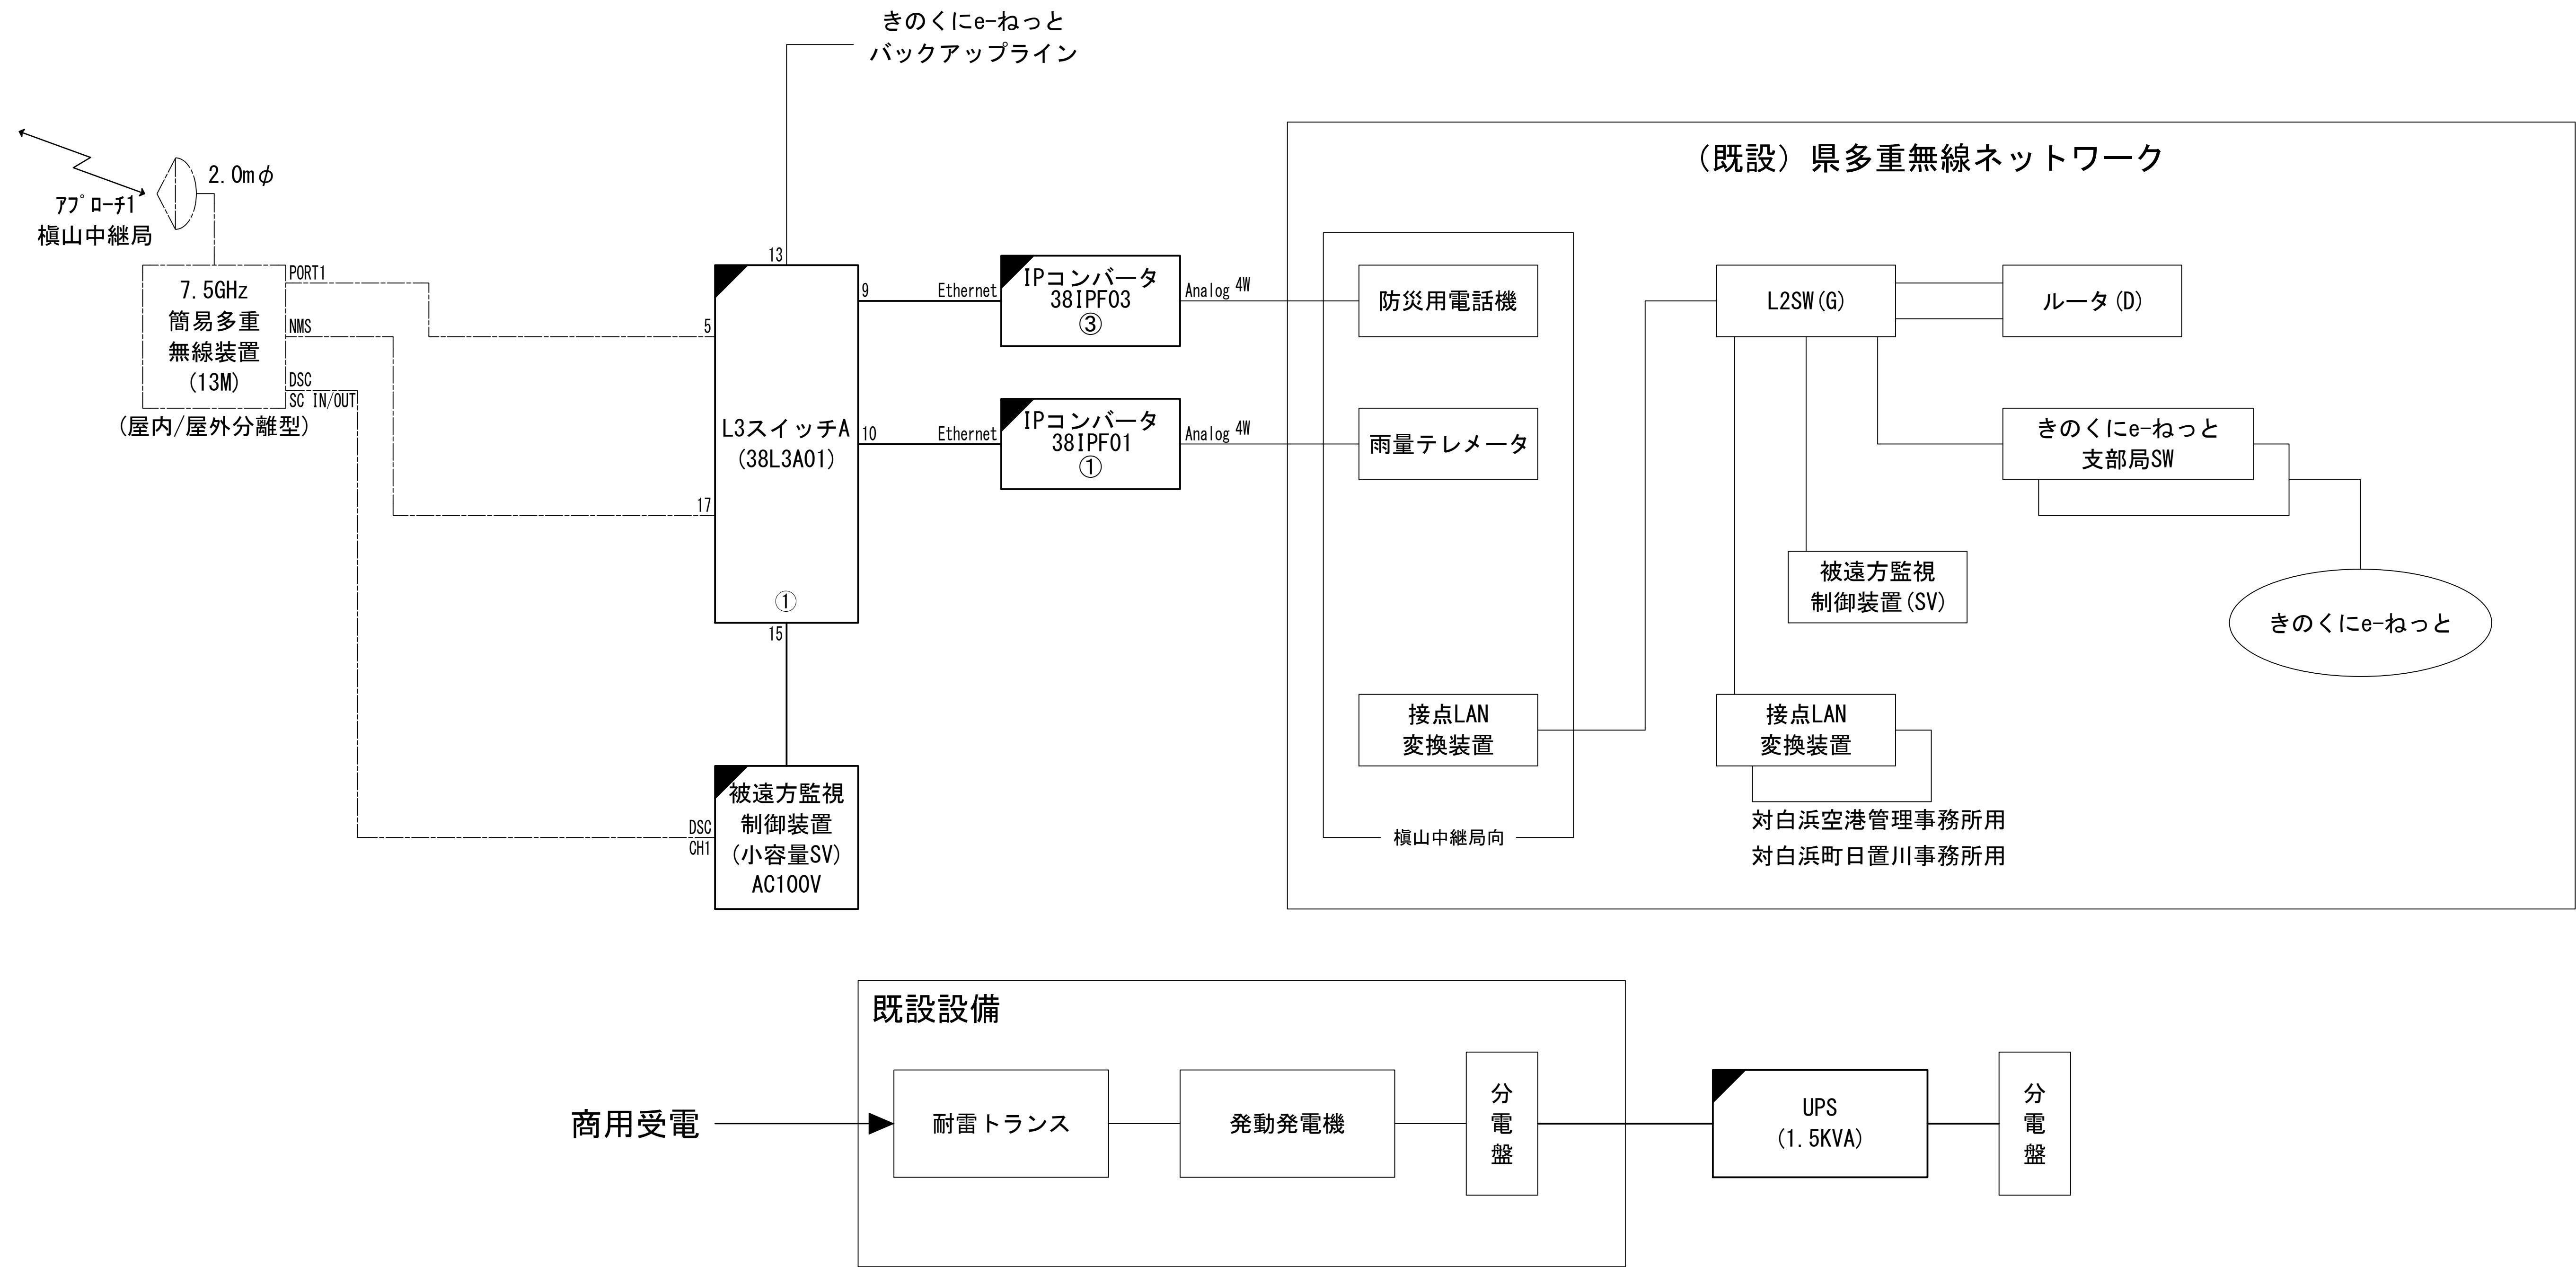 きのくにe-ねっと
バックアップライン
2.0mφ
ｱﾌﾟﾛｰﾁ1
槇山中継局
7.5GHz
簡易多重
無線装置
(13M)
(屋内/屋外分離型)
PORT1
NMS
DSC
SC IN/OUT
13
5
17
9
10
15
L3スイッチA
(38L3A01)
①
Ethernet
IPコンバータ
38IPF03
③
Analog 4W
Ethernet
IPコンバータ
38IPF01
①
Analog 4W
DSC
CH1
被遠方監視
制御装置
(小容量SV)
AC100V
(既設)県多重無線ネットワーク
防災用電話機
雨量テレメータ
接点LAN
変換装置
槇山中継局向
L2SW(G)
ルータ(D)
きのくにe-ねっと
支部局SW
被遠方監視
制御装置(SV)
きのくにe-ねっと
接点LAN
変換装置
対白浜空港管理事務所用
対白浜町日置川事務所用
既設設備
商用受電
耐雷トランス
発動発電機
分電盤
UPS
(1.5KVA)
分電盤